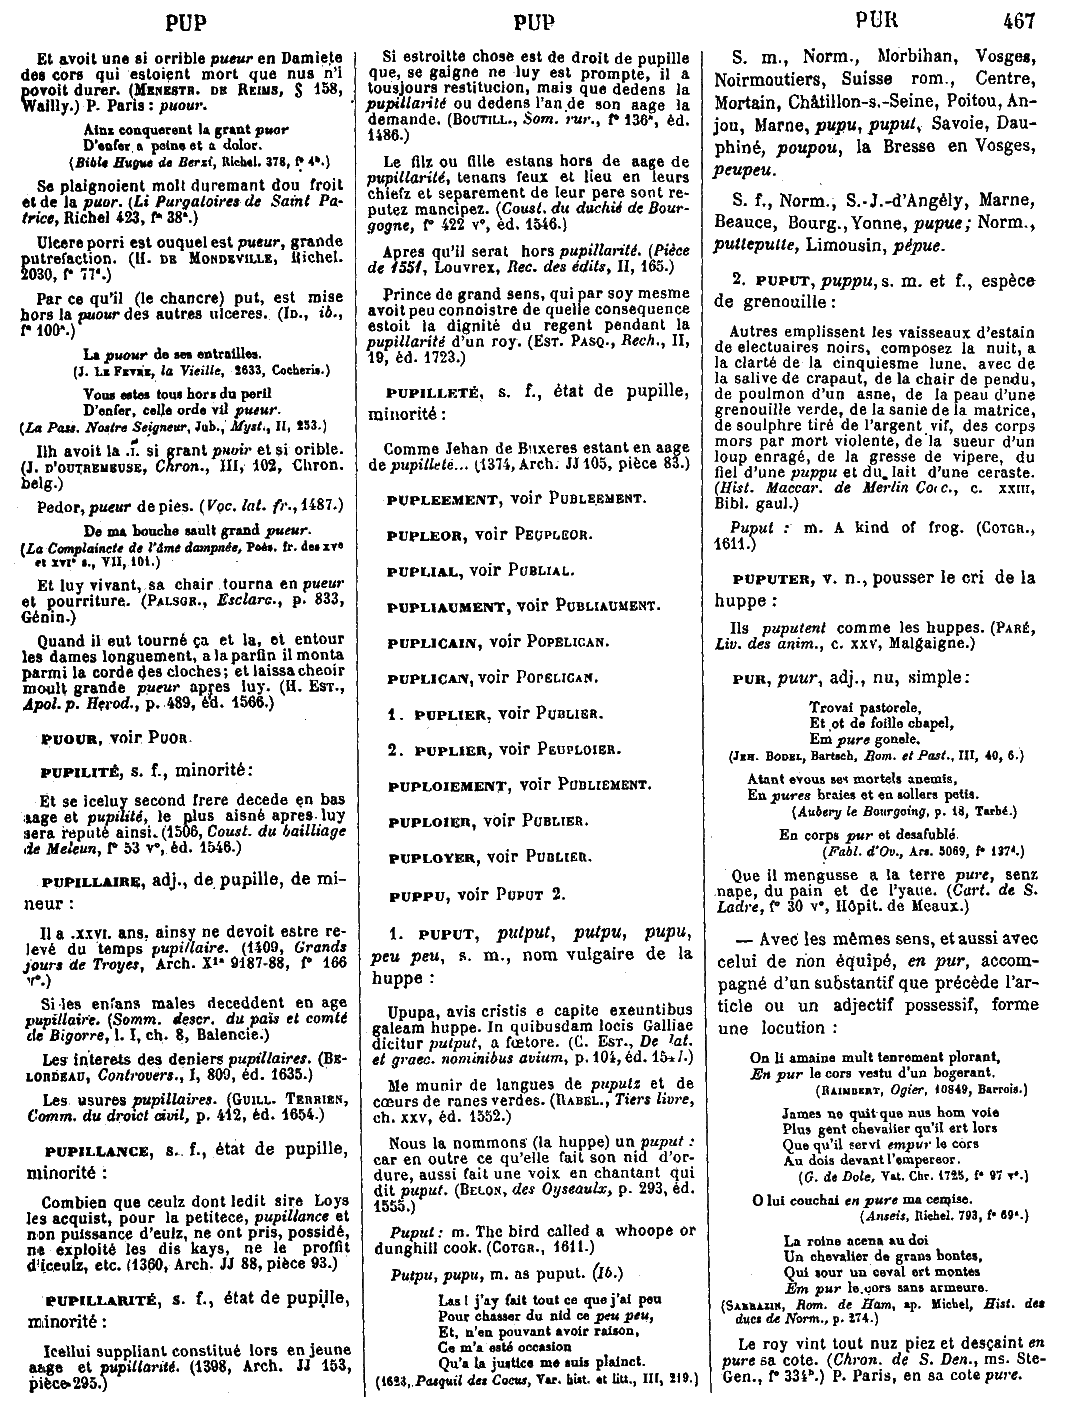 PUP
PUP
PUR
467
Et avoit une si orrible pueur en Damiete
des cors qui estoient mort que nus n'i
povoit durer. (MENESTR. DE REIMS, § 158,
Wailly.) P. Paris : puour.
Ainz conquerent la grant puor
D'enfer a peine et a dolor.
(Bible Hugue de Berzi, Richel. 378, f° 4ᵇ.)
Se plaignoient molt duremant dou froit
et de la puor. (Li Purgatoires de Saint Pa-
trice, Richel 423, f° 38ᵃ.)
Ulcere porri est ouquel est pueur, grande
putrefaction. (H. DE MONDEVILLE, Richel.
2030, f° 77ᵃ.)
Par ce qu'il (le chancre) put, est mise
hors la puour des autres ulceres. (ID., ib.,
f° 100ᵃ.)
La puour de ses entrailles.
(J. LE FEVRE, la Vieille, 2633, Cocheris.)
Vous estes tous hors du peril
D'enfer, celle orde vil pueur.
(La Pass. Nostre Seigneur, Jub., Myst., II, 253.)
Ilh avoit la .I. si grant puoir et si orible.
(J. D'OUTREMEUSE, Chron., III, 102, Chron.
belg.)
Pedor, pueur de pies. (Voc. lat. fr., 1487.)
De ma bouche sault grand pueur.
(La Complaincte de l'âme dampnée, Poés. fr. des XVᵉ
et XVIᵉ s., VII, 101.)
Et luy vivant, sa chair tourna en pueur
et pourriture. (PALSGR., Esclarc., p. 833,
Génin.)
Quand il eut tourné ça et la, et entour
les dames longuement, a la parfin il monta
parmi la corde des cloches; et laissa cheoir
moult grande pueur apres luy. (H. EST.,
Apol. p. Herod., p. 489, éd. 1566.)
PUOUR, voir PUOR.
PUPILITÉ, s. f., minorité:
Et se iceluy second frere decede en bas
aage et pupilité, le plus aisné apres luy
sera reputé ainsi. (1506, Coust. du bailliage
de Meleun, f° 53 v°, éd. 1546.)
PUPILLAIRE, adj., de pupille, de mi-
neur :
Il a .XXVI. ans, ainsy ne devoit estre re-
levé du temps pupillaire. (1409, Grands
jours de Troyes, Arch. X¹ᵃ 9187-88, f° 166
v°.)
Si les enfans males deceddent en age
pupillaire. (Somm. descr. du païs et comté
de Bigorre, l. I, ch. 8, Balencie.)
Les interets des deniers pupillaires. (BE-
LORDEAU, Controvers., I, 809, éd. 1635.)
Les usures pupillaires. (GUILL. TERRIEN,
Comm. du droict civil, p. 412, éd. 1654.)
PUPILLANCE, s. f., état de pupille,
minorité :
Combien que ceulz dont ledit sire Loys
les acquist, pour la petitece, pupillance et
non puissance d'eulz, ne ont pris, possidé,
ne exploité les dis kays, ne le proffit
d'iceulz, etc. (1360, Arch. JJ 88, pièce 93.)
PUPILLARITÉ, s. f., état de pupille,
minorité :
Icellui suppliant constitué lors en jeune
aage et pupillarité. (1398, Arch. JJ 153,
pièce 295.)
Si estroitte chose est de droit de pupille
que, se gaigne ne luy est prompte, il a
tousjours restitucion, mais que dedens la
pupillarité ou dedens l'an de son aage la
demande. (BOUTILL., Som. rur., f° 136ᵃ, éd.
1486.)
Le filz ou fille estans hors de aage de
pupillarité, tenans feux et lieu en leurs
chiefz et separement de leur pere sont re-
putez mancipez. (Coust. du duchié de Bour-
gogne, f° 422 v°, éd. 1546.)
Apres qu'il serat hors pupillarité. (Pièce
de 1551, Louvrex, Rec. des édits, II, 165.)
Prince de grand sens, qui par soy mesme
avoit peu connoistre de quelle consequence
estoit la dignité du regent pendant la
pupillarité d'un roy. (EST. PASQ., Rech., II,
19, éd. 1723.)
PUPILLETÉ, s. f., état de pupille,
minorité :
Comme Jehan de Buxeres estant en aage
de pupilleté... (1374, Arch. JJ 105, pièce 83.)
PUPLEEMENT, voir PUBLEEMENT.
PUPLEOR, voir PEUPLEOR.
PUPLIAL, voir PUBLIAL.
PUPLIAUMENT, voir PUBLIAUMENT.
PUPLICAIN, voir POPELICAN.
PUPLICAN, voir POPELICAN.
1. PUPLIER, voir PUBLIER.
2. PUPLIER, voir PEUPLOIER.
PUPLOIEMENT, voir PUBLIEMENT.
PUPLOIER, voir PUBLIER.
PUPLOYER, voir PUBLIER.
PUPPU, voir PUPUT 2.
1. PUPUT, putput, putpu, pupu,
peu peu, s. m., nom vulgaire de la
huppe :
Upupa, avis cristis e capite exeuntibus
galeam huppe. In quibusdam locis Galliae
dicitur putput, a fœtore. (C. EST., De lat.
et graec. nominibus avium, p. 104, éd.
Me munir de langues de pupulz et de
cœurs de ranes verdes. (RABEL., Tiers livre,
ch. XXV, éd. 1552.)
Nous la nommons (la huppe) un puput :
car en outre ce qu'elle fait son nid d'or-
dure, aussi fait une voix en chantant qui
dit puput. (BELON, des Oyseaulx, p. 293, éd.
1555.)
Puput : m. The bird called a whoope or
dunghill cook. (COTGR., 1611.)
Putpu, pupu, m. as puput. (Ib.)
Las ! j'ay fait tout ce que j'ai peu
Pour chasser du nid ce peu peu,
Et, n'en pouvant avoir raison,
Ce m'a esté occasion
Qu'a la justice me suis plainct.
(1623, Pasquil des Cocus, Var. hist. et litt., III, 219.)
S. m., Norm., Morbihan, Vosges,
Noirmoutiers, Suisse rom., Centre,
Mortain, Châtillon-s.-Seine, Poitou, An-
jou, Marne, pupu, puput, Savoie, Dau-
phiné, poupou, la Bresse en Vosges,
peupeu.
S. f., Norm., S.-J.-d'Angély, Marne,
Beauce, Bourg., Yonne, pupue; Norm.,
putteputte, Limousin, pépue.
2. PUPUT, puppu, s. m. et f., espèce
de grenouille :
Autres emplissent les vaisseaux d'estain
de electuaires noirs, composez la nuit, a
la clarté de la cinquiesme lune, avec de
la salive de crapaut, de la chair de pendu,
de poulmon d'un asne, de la peau d'une
grenouille verde, de la sanie de la matrice,
de soulphre tiré de l'argent vif, des corps
mors par mort violente, de la sueur d'un
loup enragé, de la gresse de vipere, du
fiel d'une puppu et du lait d'une ceraste.
(Hist. Maccar. de Merlin Coc., c. XXIII,
Bibl. gaul.)
Puput : m. A kind of frog. (COTGR.,
1611.)
PUPUTER, v. n., pousser le cri de la
huppe :
Ils puputent comme les huppes. (PARÉ,
Liv. des anim., c. XXV, Malgaigne.)
PUR, puur, adj., nu, simple:
Trovai pastorele,
Et ot de foille chapel,
Em pure gonele.
(JEH. BODEL, Bartsch, Rom. et Past., III, 40, 6.)
Atant evous ses mortels anemis,
En pures braies et en sollers petis.
(Aubery le Bourgoing, p. 18, Tarbé.)
En corps pur et desafublé.
(Fabl. d'Ov., Ars. 5069, f° 137ᵈ.)
Que il mengusse a la terre pure, senz
nape, du pain et de l'yaue. (Cart. de S.
Ladre, f° 30 v°, Hôpit. de Meaux.)
— Avec les mêmes sens, et aussi avec
celui de non équipé, en pur, accom-
pagné d'un substantif que précède l'ar-
ticle ou un adjectif possessif, forme
une locution :
On li amaine mult tenrement plorant,
En pur le cors vestu d'un bogerant.
(RAIMBERT, Ogier, 10849, Barrois.)
James ne quit que nus hom voie
Plus gent chevalier qu'il ert lors
Que qu'il servi empur le cors
Au dois devant l'empereor.
(G. de Dole, Vat. Chr. 1725, f° 97 v°.)
O lui couchai en pure ma cemise.
(Anseis, Richel. 793, f° 69ᵃ.)
La roine acena au doi
Un chevalier de grans bontes,
Qui sour un ceval ert montes
Em pur le cors sans armeure.
(SARRAZIN, Rom. de Ham, ap. Michel, Hist. des
ducs de Norm., p. 274.)
Le roy vint tout nuz piez et desçaint en
pure sa cote. (Chron. de S. Den., ms. Ste-
Gen., f° 334ᵇ.) P. Paris, en sa cote pure.